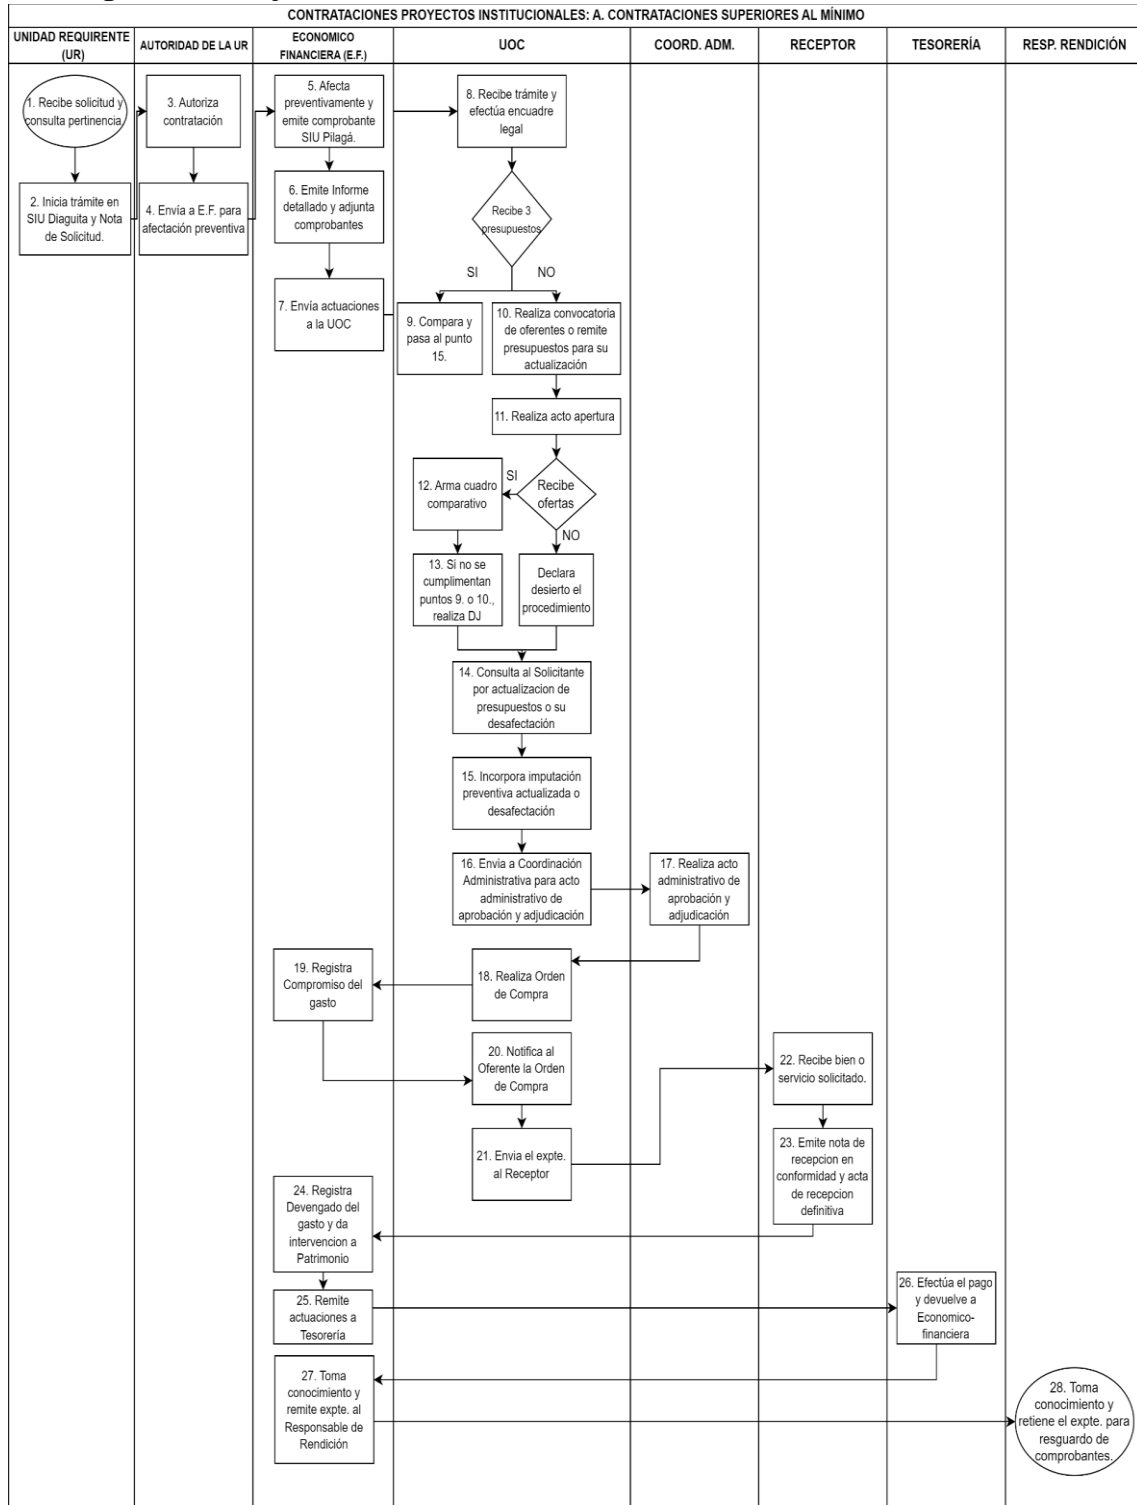 CONTRATACIONES PROYECTOS INSTITUCIONALES: A. CONTRATACIONES SUPERIORES AL MÍNIMO
UNIDAD REQUIRENTE
(UR)
AUTORIDAD DE LA UR
ECONOMICO
FINANCIERA (E.F.)
UOC
COORD. ADM.
RECEPTOR
TESORERÍA
RESP. RENDICIÓN
1. Recibe solicitud y
consulta pertinencia.
2. Inicia trámite en
SIU Diaguita y Nota
de Solicitud.
3. Autoriza
contratación
4. Envía a E.F. para
afectación preventiva
5. Afecta
preventivamente y
emite comprobante
SIU Pilagá.
6. Emite Informe
detallado y adjunta
comprobantes
7. Envía actuaciones
a la UOC
8. Recibe trámite y
efectúa encuadre
legal
Recibe 3
presupuestos
SI
NO
9. Compara y
pasa al punto
15.
10. Realiza convocatoria
de oferentes o remite
presupuestos para su
actualización
11. Realiza acto apertura
Recibe
ofertas
SI
NO
12. Arma cuadro
comparativo
13. Si no se
cumplimentan
puntos 9. o 10.,
realiza DJ
Declara
desierto el
procedimiento
14. Consulta al Solicitante
por actualizacion de
presupuestos o su
desafectación
15. Incorpora imputación
preventiva actualizada o
desafectación
16. Envia a Coordinación
Administrativa para acto
administrativo de
aprobación y adjudicación
17. Realiza acto
administrativo de
aprobación y
adjudicación
18. Realiza Orden
de Compra
19. Registra
Compromiso del
gasto
20. Notifica al
Oferente la Orden
de Compra
21. Envia el expte.
al Receptor
22. Recibe bien o
servicio solicitado.
23. Emite nota de
recepcion en
conformidad y acta
de recepcion
definitiva
24. Registra
Devengado del
gasto y da
intervencion a
Patrimonio
25. Remite
actuaciones a
Tesorería
26. Efectúa el pago
y devuelve a
Economico-
financiera
27. Toma
conocimiento y
remite expte. al
Responsable de
Rendición
28. Toma
conocimiento y
retiene el expte. para
resguardo de
comprobantes.